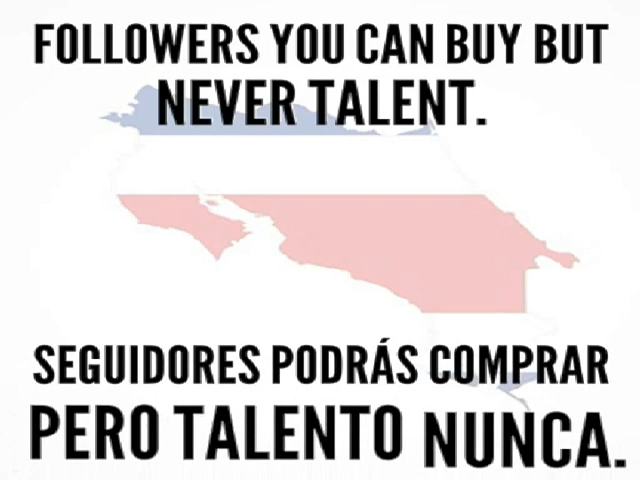 FOLLOWERS YOU CAN BUY BUT
NEVER TALENT.
SEGUIDORES PODRÁS COMPRAR
PERO TALENTO NUNCA.